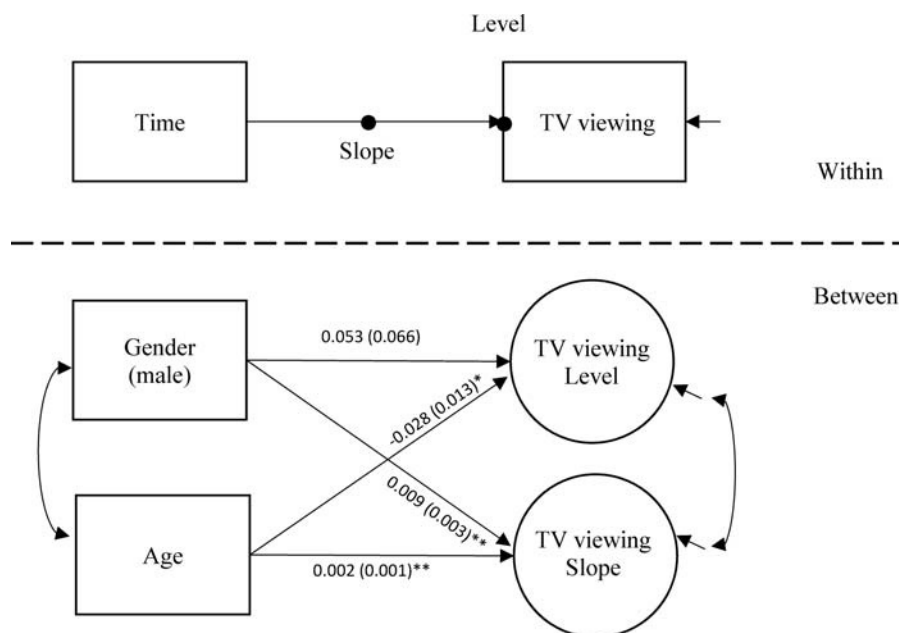 Level
Time
TV viewing
Slope
Within
Between
Gender
(male)
0.053 (0.066)
TV viewing
Level
-0.028 (0.013)*
0.009 (0.003)**
Age
0.002 (0.001)**
TV viewing
Slope